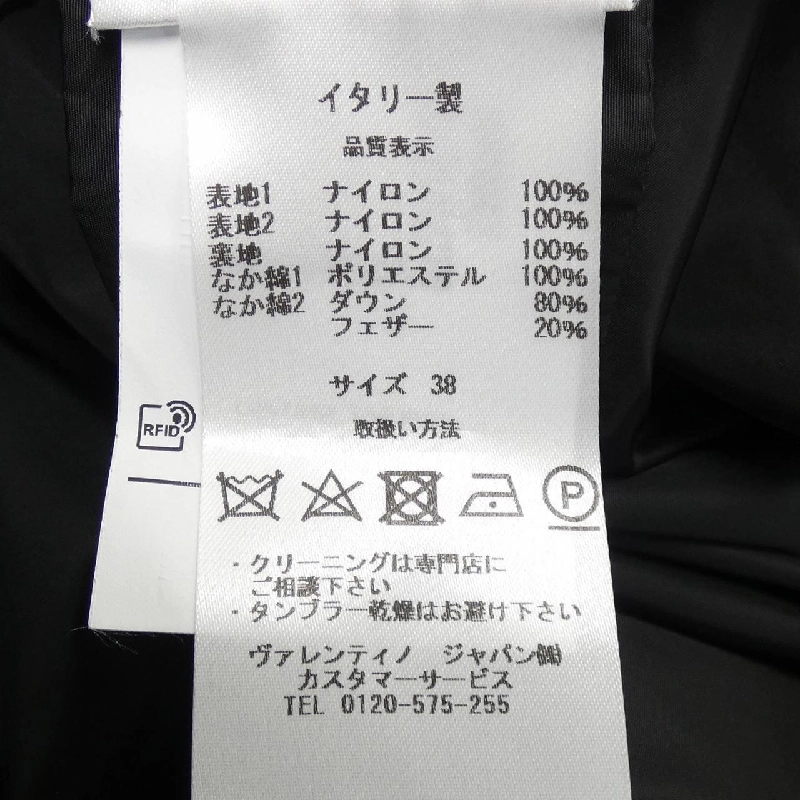 イタリー製
品質表示
表地1 ナイロン 100%
表地2 ナイロン 100%
裏地 ナイロン 100%
なか綿1 ポリエステル 100%
なか綿2 ダウン 80%
フェザー 20%
サイズ 38
取扱い方法
RFID
P
・クリーニングは専門店に
ご相談下さい
・タンブラー乾燥はお避け下さい
ヴァレンティノ ジャパン㈱
カスタマーサービス
TEL 0120-575-255